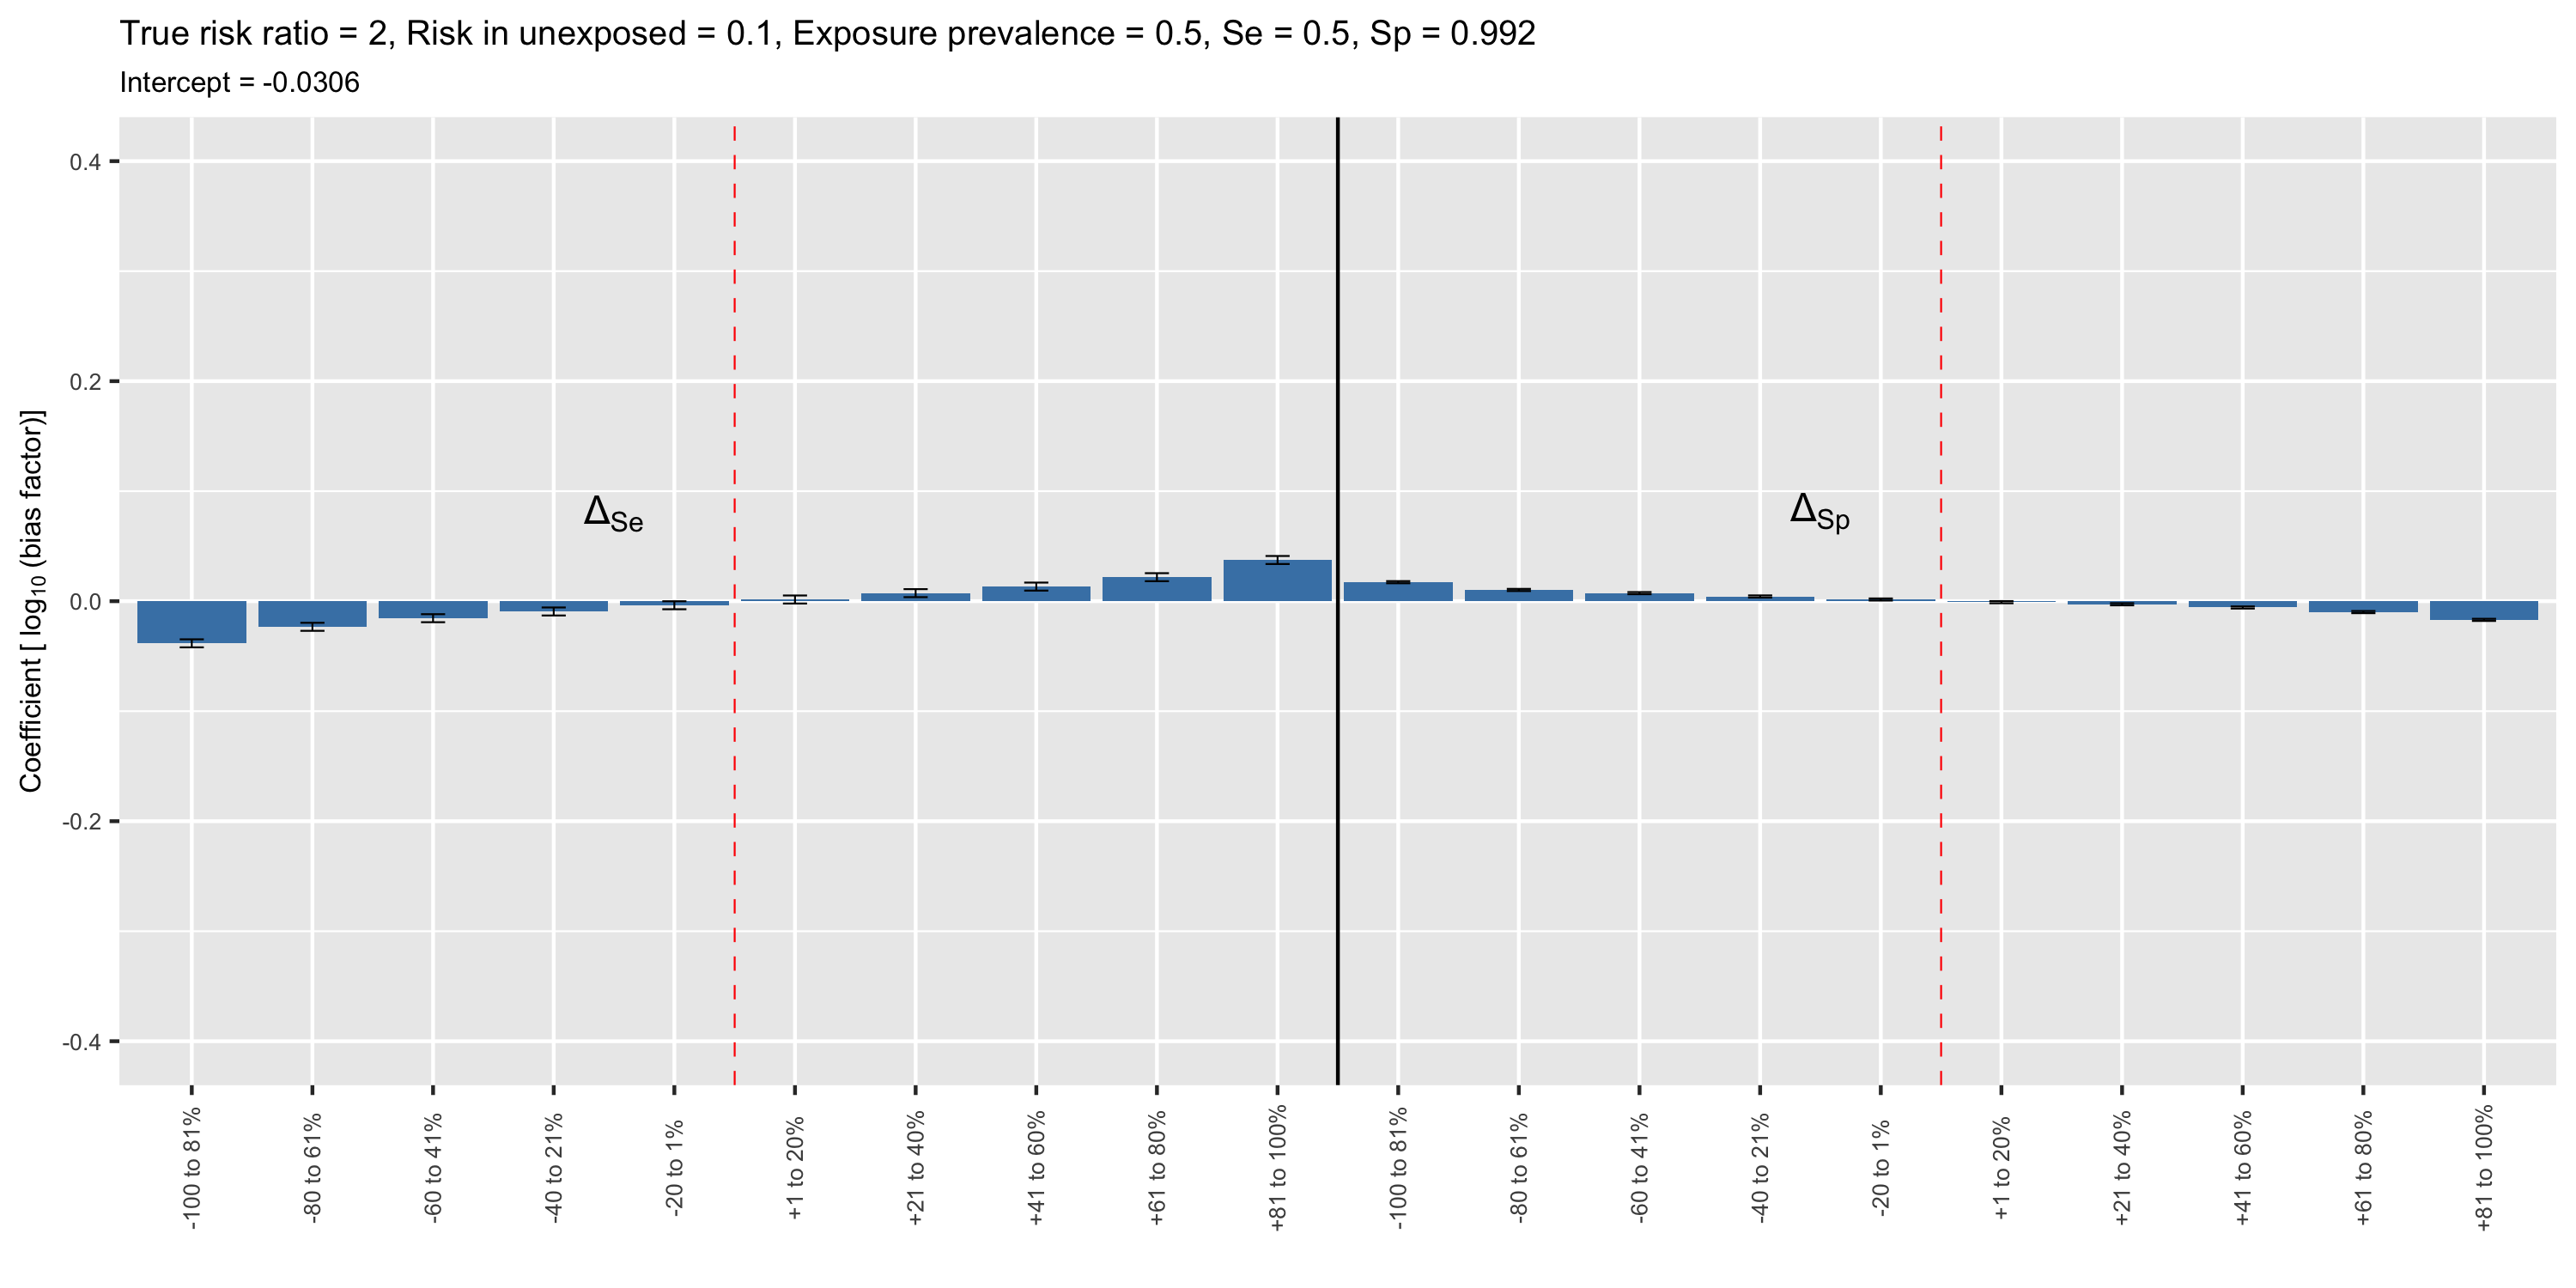 True risk ratio = 2, Risk in unexposed = 0.1, Exposure prevalence = 0.5, Se = 0.5, Sp = 0.992
Intercept = -0.0306
Coefficient [ log10 (bias factor)]
0.4
0.2
0.0
-0.2
-0.4
ΔSe
ΔSp
-100 to 81%
-80 to 61%
-60 to 41%
-40 to 21%
-20 to 1%
+1 to 20%
+21 to 40%
+41 to 60%
+61 to 80%
+81 to 100%
-100 to 81%
-80 to 61%
-60 to 41%
-40 to 21%
-20 to 1%
+1 to 20%
+21 to 40%
+41 to 60%
+61 to 80%
+81 to 100%